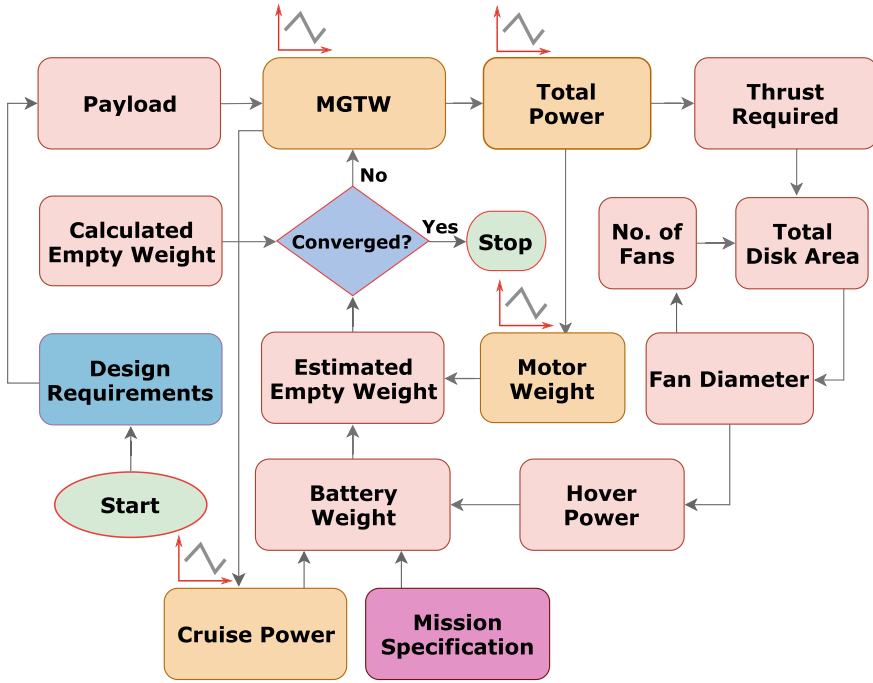 Payload
MGTW
Total
Power
Thrust
Required
No
Calculated
Empty Weight
Converged?
Yes
Stop
No. of
Fans
Total
Disk Area
Design
Requirements
Estimated
Empty Weight
Motor
Weight
Fan Diameter
Start
Battery
Weight
Hover
Power
Cruise Power
Mission
Specification